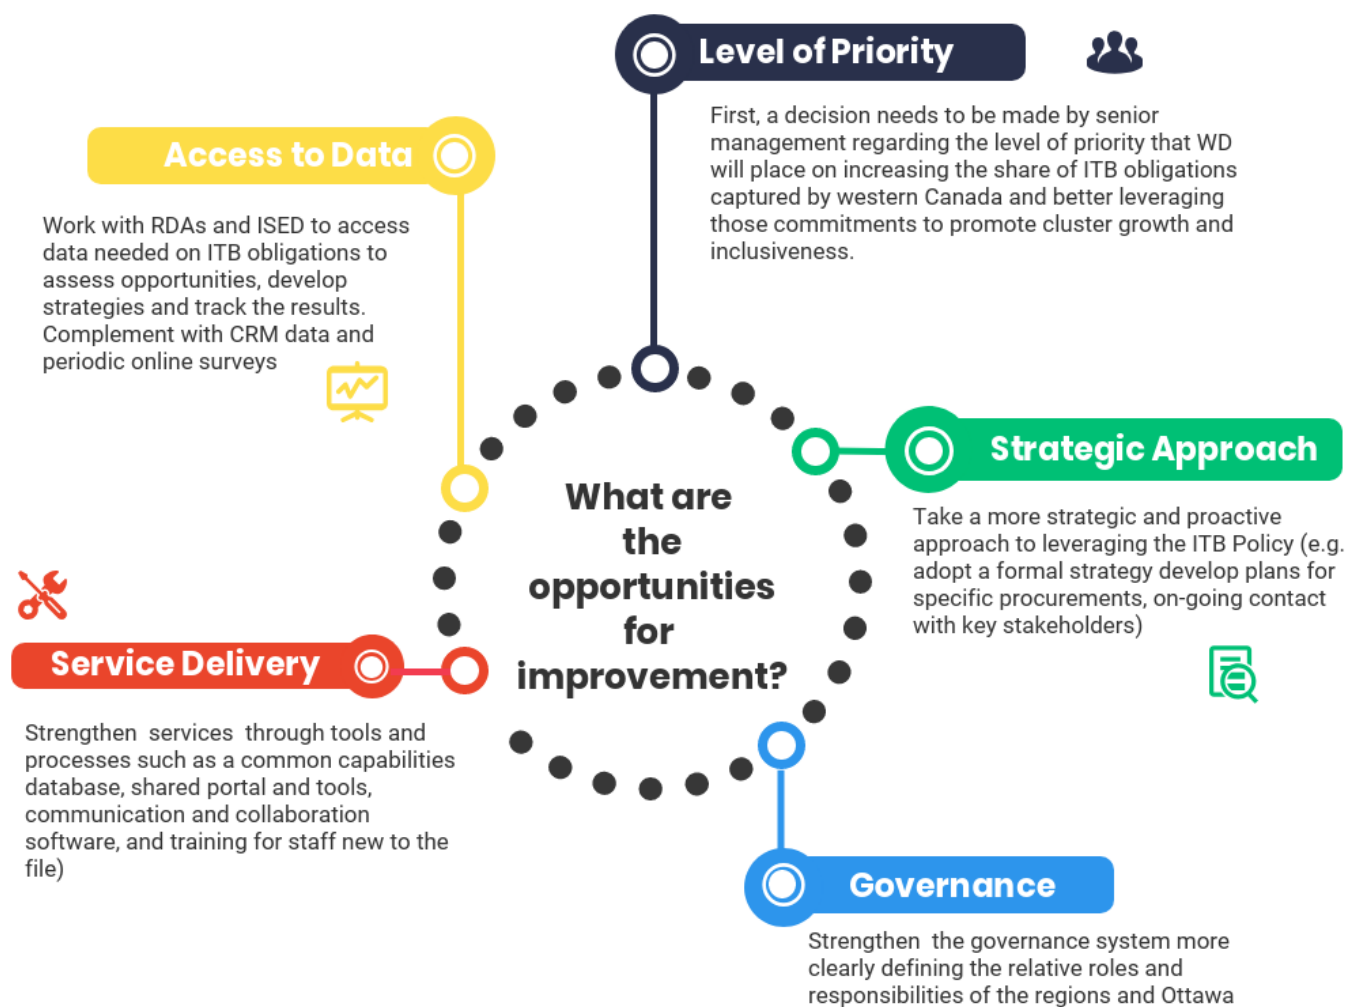 Level of Priority
First, a decision needs to be made by senior
management regarding the level of priority that WD
will place on increasing the share of ITB obligations
captured by western Canada and better leveraging
those commitments to promote cluster growth and
inclusiveness.
Access to Data
Work with RDAs and ISED to access
data needed on ITB obligations to
assess opportunities, develop
strategies and track the results.
Complement with CRM data and
periodic online surveys
Strategic Approach
Take a more strategic and proactive
approach to leveraging the ITB Policy (e.g.
adopt a formal strategy develop plans for
specific procurements, on-going contact
with key stakeholders)
What are
the
opportunities
for
improvement?
Service Delivery
Strengthen  services  through tools and
processes such as a common capabilities
database, shared portal and tools,
communication and collaboration
software, and training for staff new to the
file)
Governance
Strengthen  the governance system more
clearly defining the relative roles and
responsibilities of the regions and Ottawa